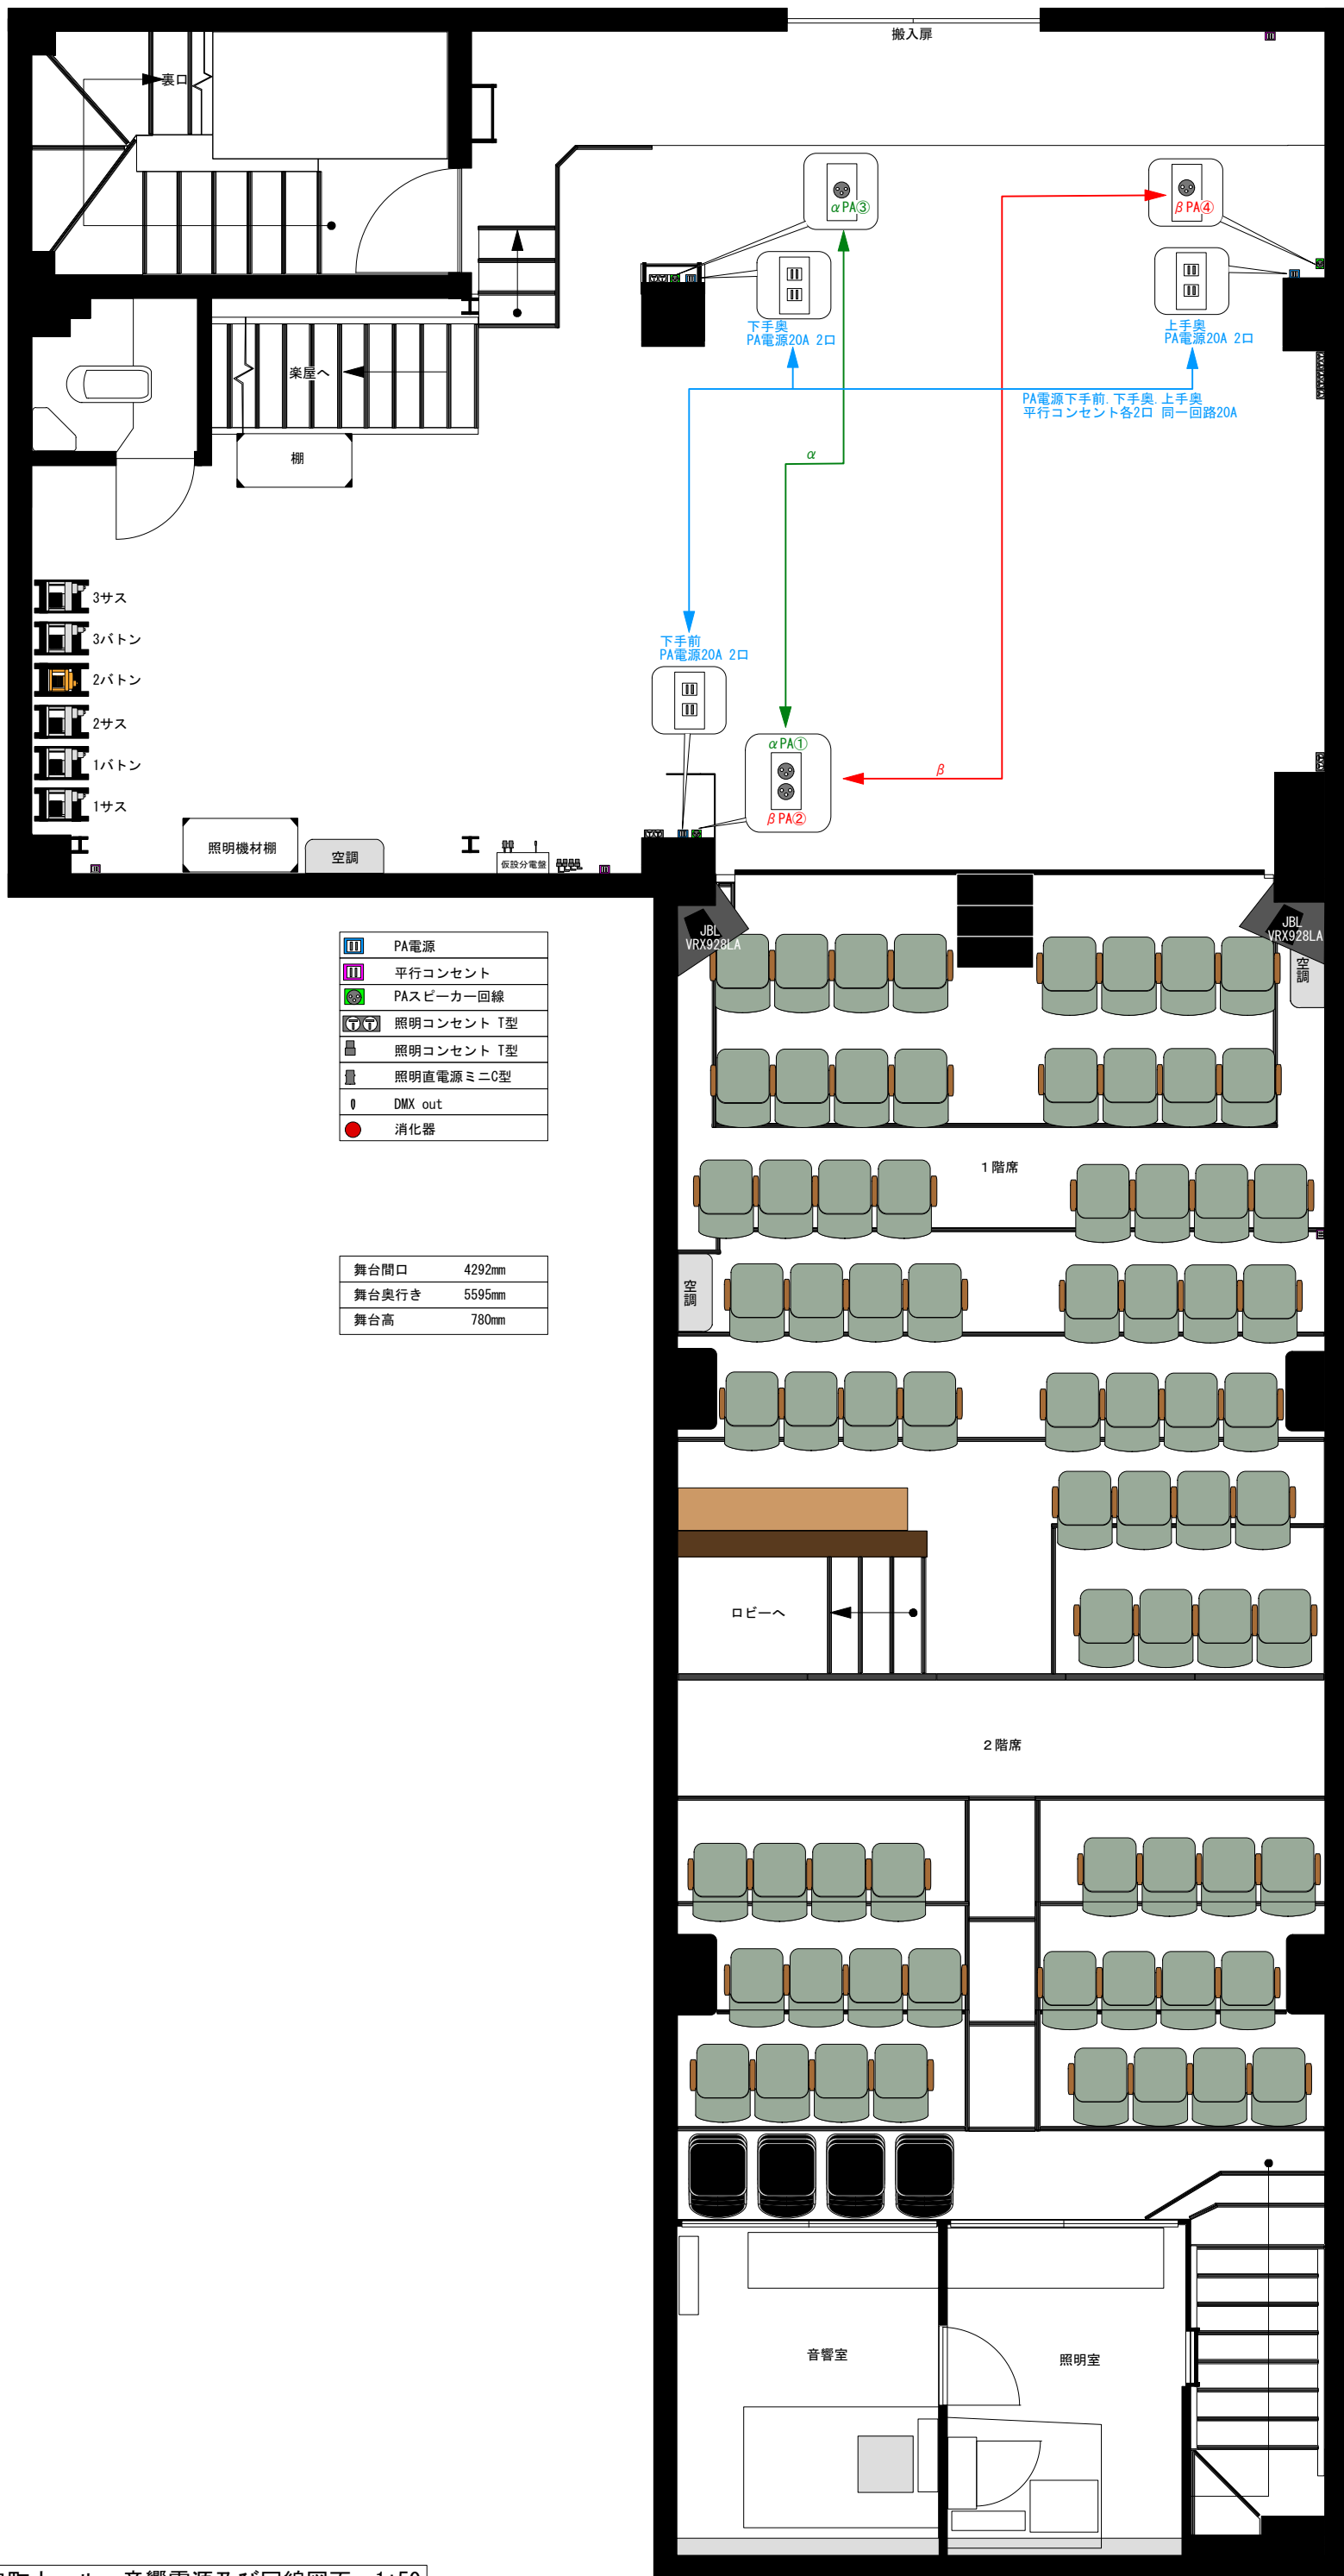 搬入扉
裏口
αPA③
βPA④
下手奥
PA電源20A 2口
上手奥
PA電源20A 2口
楽屋へ
PA電源下手前.下手奥.上手奥
平行コンセント各2口 同一回路20A
棚
α
3サス
3バトン
下手前
PA電源20A 2口
2バトン
2サス
αPA①
1バトン
β
1サス
βPA②
照明機材棚
空調
仮設分電盤
JBL
VRX928LA
JBL
VRX928LA
空調
PA電源
平行コンセント
PAスピーカー回線
照明コンセント T型
照明コンセント T型
照明直電源ミニC型
DMX out
消化器
1階席
舞台間口 4292mm
舞台奥行き 5595mm
舞台高 780mm
空調
ロビーへ
2階席
音響室
照明室
音響電源及び回線図面 1:50